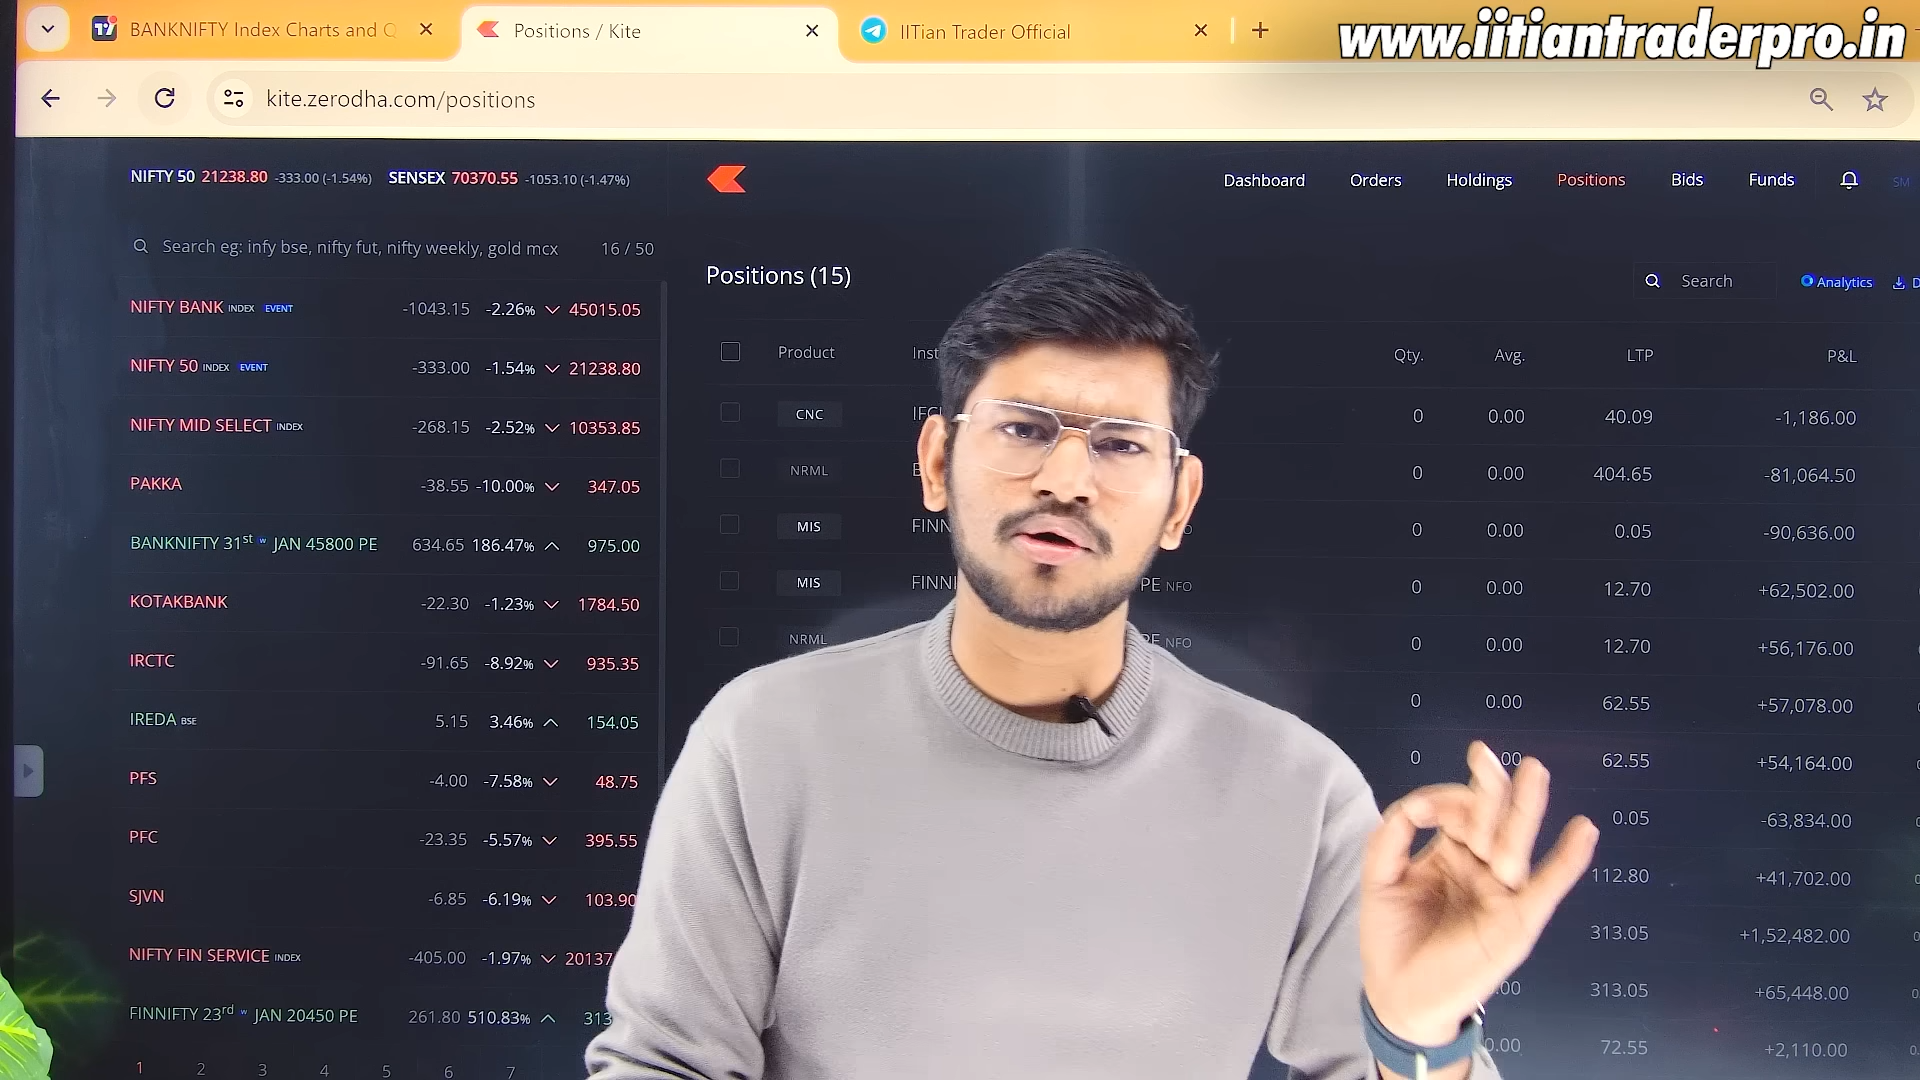 BANKNIFTY Index Charts and Q
Positions / Kite
IITian Trader Official
www.iitiantraderpro.in
kite.zerodha.com/positions
NIFTY 50 21238.80 -333.00 (-1.54%) SENSEX 70370.55 -1053.10 (-1.47%)
Dashboard Orders Holdings Positions Bids Funds SM
Search eg: infy bse, nifty fut, nifty weekly, gold mcx 16 / 50
NIFTY BANK INDEX EVENT -1043.15 -2.26% 45015.05
NIFTY 50 INDEX EVENT -333.00 -1.54% 21238.80
NIFTY MID SELECT INDEX -268.15 -2.52% 10353.85
PAKKA -38.55 -10.00% 347.05
BANKNIFTY 31st w JAN 45800 PE 634.65 186.47% 975.00
KOTAKBANK -22.30 -1.23% 1784.50
IRCTC -91.65 -8.92% 935.35
IREDA BSE 5.15 3.46% 154.05
PFS -4.00 -7.58% 48.75
PFC -23.35 -5.57% 395.55
SJVN -6.85 -6.19% 103.90
NIFTY FIN SERVICE INDEX -405.00 -1.97% 20137
FINNIFTY 23rd w JAN 20450 PE 261.80 510.83% 313
1 2 3 4 5 6 7
Positions (15) Search Analytics D
Product Inst Qty. Avg. LTP P&L
CNC IFCI 0 0.00 40.09 -1,186.00
NRML B 0 0.00 404.65 -81,064.50
MIS FINN 0 0.00 0.05 -90,636.00
MIS FINNI PE NFO 0 0.00 12.70 +62,502.00
NRML PE NFO 0 0.00 12.70 +56,176.00
0 0.00 62.55 +57,078.00
0 00 62.55 +54,164.00
0.05 -63,834.00
112.80 +41,702.00
313.05 +1,52,482.00
.00 313.05 +65,448.00
0.00 72.55 +2,110.00